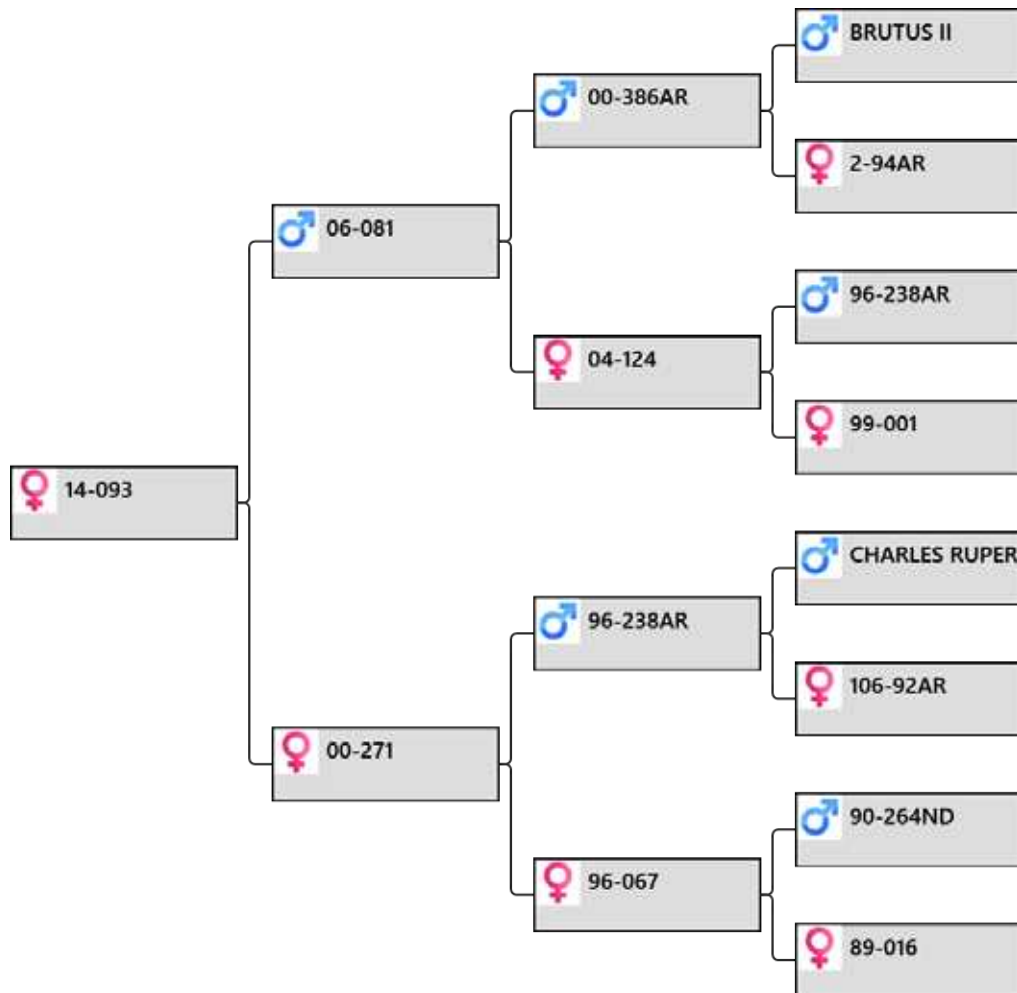 BRUTUS II
00-386AR
2-94AR
06-081
96-238AR
04-124
99-001
14-093
CHARLES RUPER
96-238AR
106-92AR
00-271
90-264ND
96-067
89-016